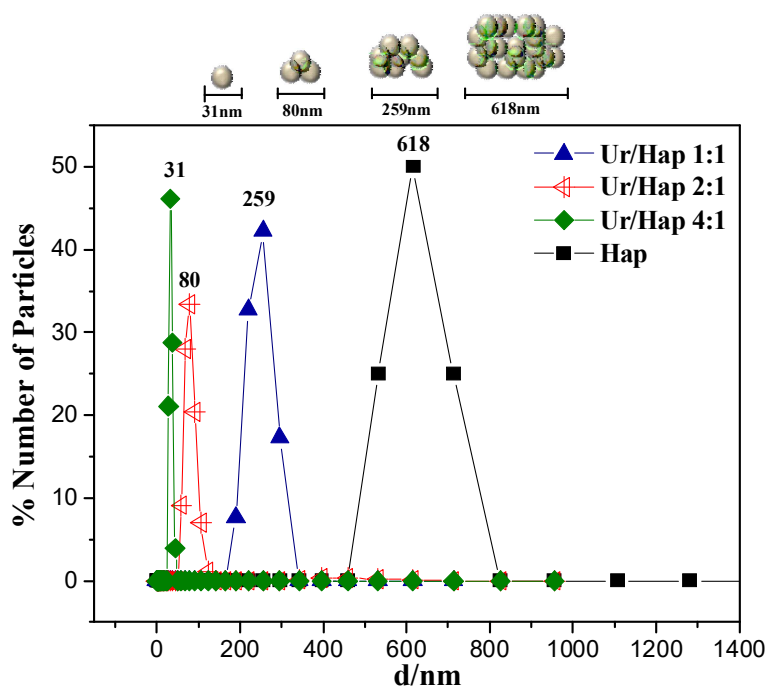 31nm 80nm 259nm 618nm
50
40
30
20
10
0
% Number of Particles
31
80
259
618
Ur/Hap 1:1
Ur/Hap 2:1
Ur/Hap 4:1
Hap
0 200 400 600 800 1000 1200 1400
d/nm